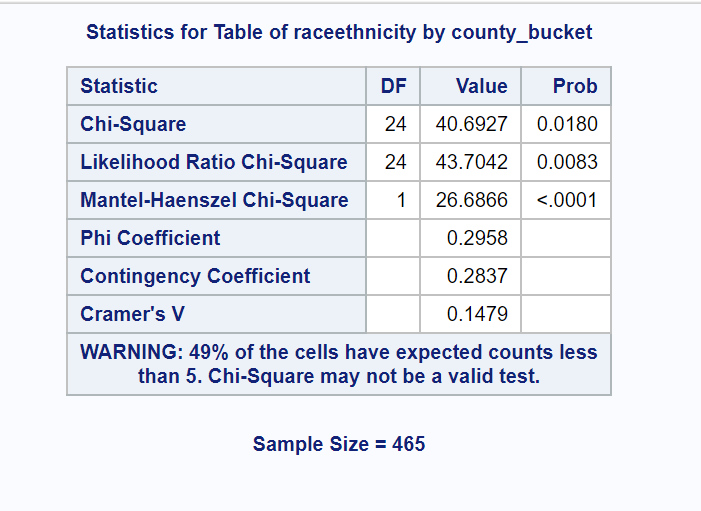 Statistics for Table of raceethnicity by county_bucket
Statistic DF Value Prob
Chi-Square 24 40.6927 0.0180
Likelihood Ratio Chi-Square 24 43.7042 0.0083
Mantel-Haenszel Chi-Square 1 26.6866 <.0001
Phi Coefficient 0.2958
Contingency Coefficient 0.2837
Cramer's V 0.1479
WARNING: 49% of the cells have expected counts less
than 5. Chi-Square may not be a valid test.
Sample Size = 465